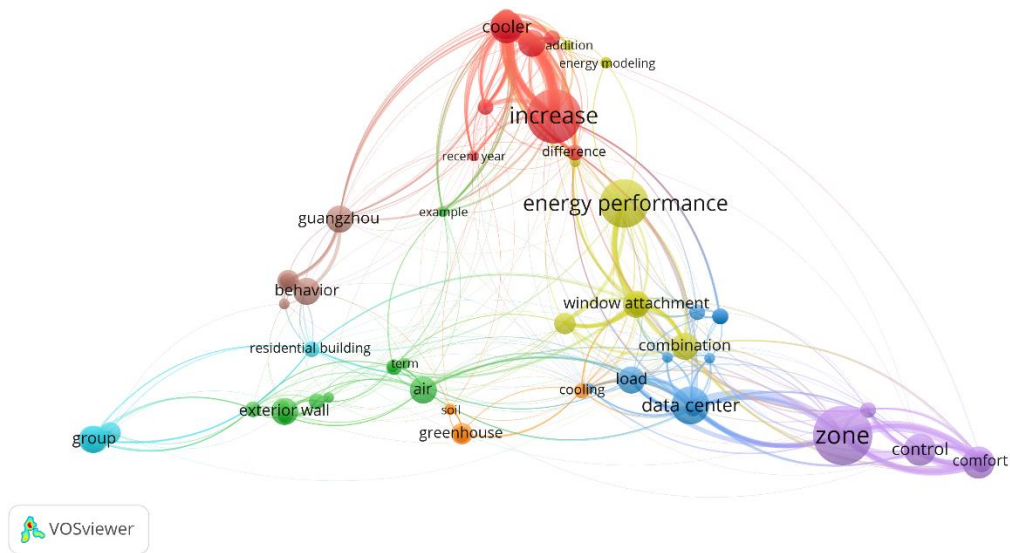 cooler
addition
energy modeling
increase
difference
recent year
energy performance
example
guangzhou
behavior
window attachment
combination
residential building
term
air
cooling
load
data center
exterior wall
soil
greenhouse
group
zone
control
comfort
VOSviewer